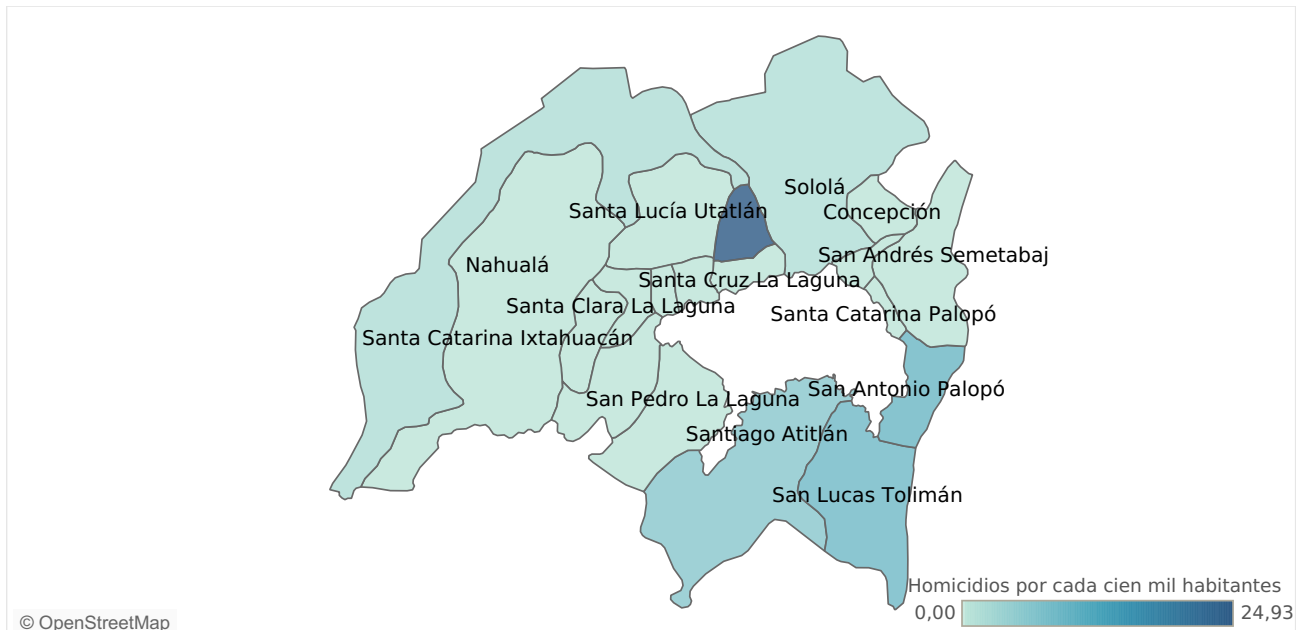 Sololá
Santa Lucía Utatlán
Concepción
San Andrés Semetabaj
Nahualá
Santa Cruz La Laguna
Santa Clara La Laguna
Santa Catarina Palopó
Santa Catarina Ixtahuacán
San Antonio Palopó
San Pedro La Laguna
Santiago Atitlán
San Lucas Tolimán
Homicidios por cada cien mil habitantes
0,00
24,93
© OpenStreetMap